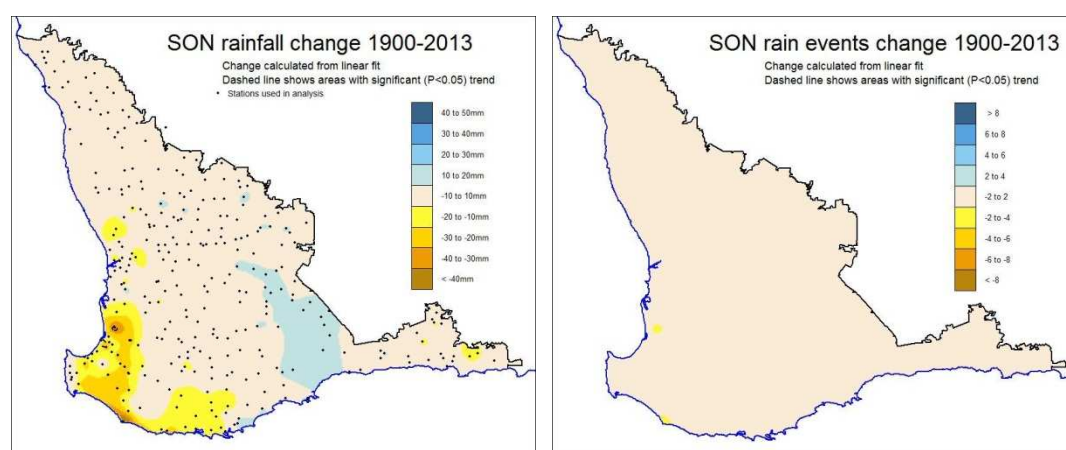 SON rainfall change 1900-2013
Change calculated from linear fit
Dashed line shows areas with significant (P<0.05) trend
• Stations used in analysis
40 to 50mm
30 to 40mm
20 to 30mm
10 to 20mm
-10 to 10mm
-20 to -10mm
-30 to -20mm
-40 to -30mm
< -40mm
SON rain events change 1900-2013
Change calculated from linear fit
Dashed line shows areas with significant (P<0.05) trend
> 8
6 to 8
4 to 6
2 to 4
-2 to 2
-2 to -4
-4 to -6
-6 to -8
< -8